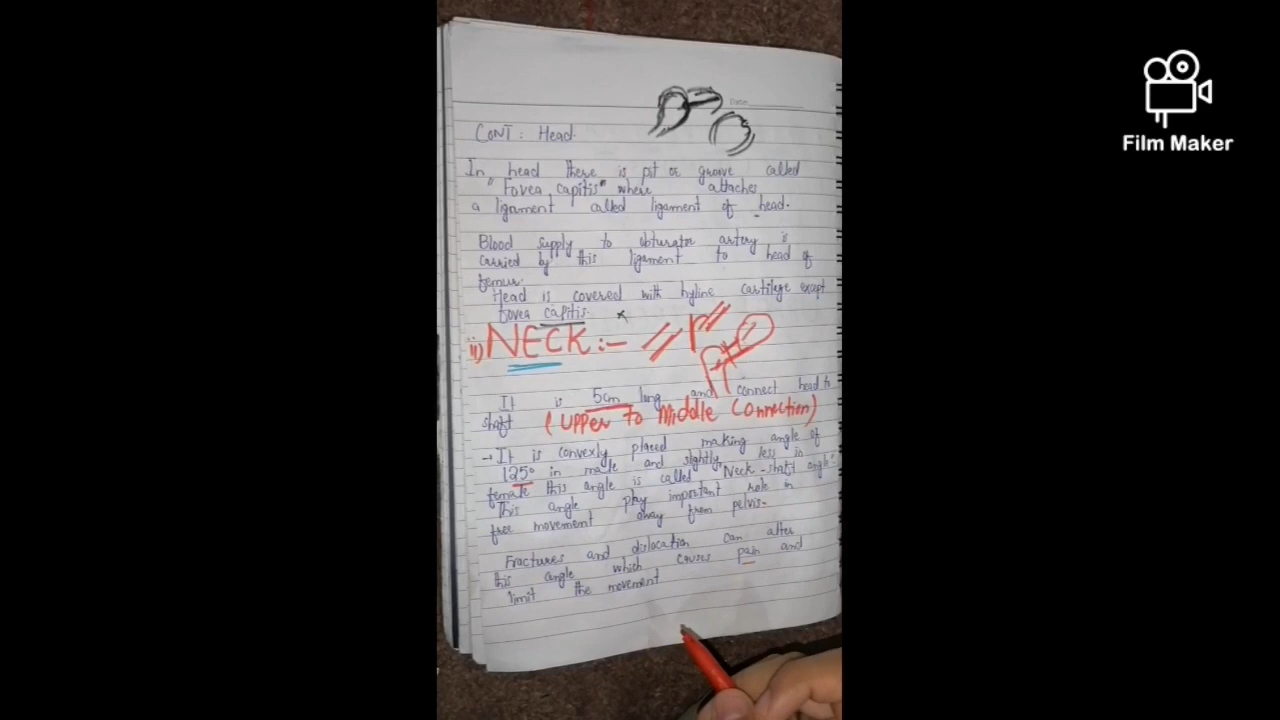 Date
CONT: Head.
In head there is pit or groove called
"Fovea capitis" where attaches
a ligament called ligament of head.
Blood supply to obturator artery is
carried by this ligament to head of
femur.
Head is covered with hyline cartilege except
fovea capitis.
ii) NECK:-
It is 5cm long and connect head to
shaft (Upper to Middle Connection)
→ It is convexly placed making angle of
125° in male and slightly less in
female this angle is called "Neck-shaft angle"
This angle play important role in
free movement away from pelvis.
Fractures and dislocation can alter
this angle which causes pain and
limit the movement
Film Maker